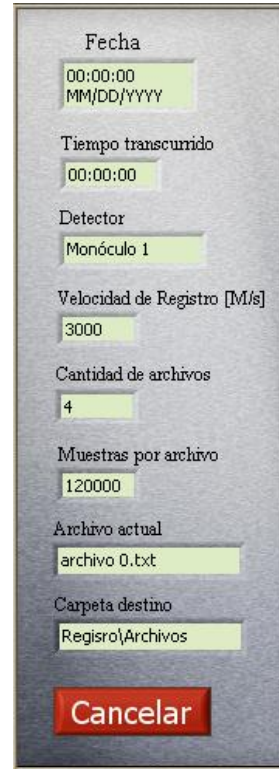 Fecha
00:00:00
MM/DD/YYYY
Tiempo transcurrido
00:00:00
Detector
Monóculo 1
Velocidad de Registro [M/s]
3000
Cantidad de archivos
4
Muestras por archivo
120000
Archivo actual
archivo 0.txt
Carpeta destino
Regisro\Archivos
Cancelar